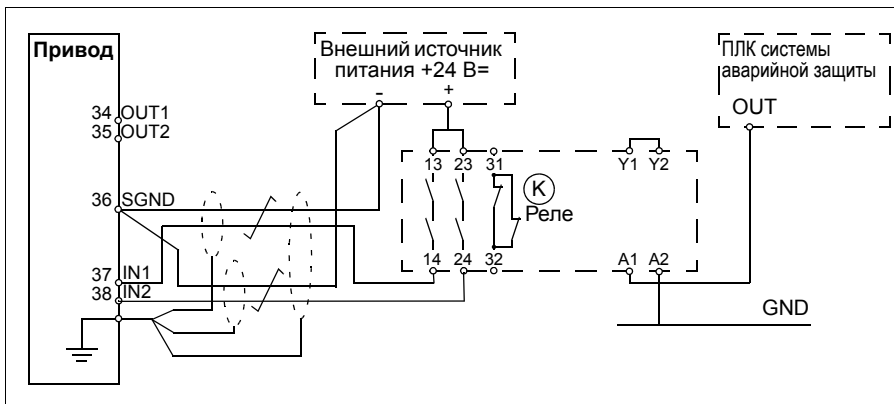 Привод
Внешний источник
питания +24 В=
-
+
ПЛК системы
аварийной защиты
OUT
34 OUT1
35 OUT2
13 23 31
Y1 Y2
K
Реле
36 SGND
14 24 32
A1 A2
37 IN1
38 IN2
GND